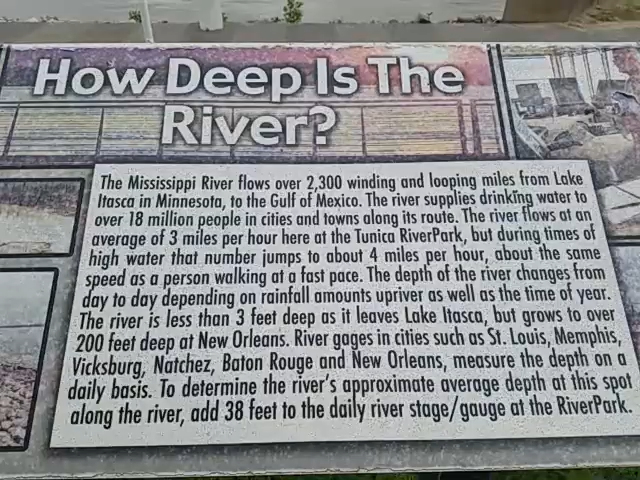 How Deep Is The
River?
The Mississippi River flows over 2,300 winding and looping miles from Lake
Itasca in Minnesota, to the Gulf of Mexico. The river supplies drinking water to
over 18 million people in cities and towns along its route. The river flows at an
average of 3 miles per hour here at the Tunica RiverPark, but during times of
high water that number jumps to about 4 miles per hour, about the same
speed as a person walking at a fast pace. The depth of the river changes from
day to day depending on rainfall amounts upriver as well as the time of year.
The river is less than 3 feet deep as it leaves Lake Itasca, but grows to over
200 feet deep at New Orleans. River gages in cities such as St. Louis, Memphis,
Vicksburg, Natchez, Baton Rouge and New Orleans, measure the depth on a
daily basis. To determine the river's approximate average depth at this spot
along the river, add 38 feet to the daily river stage/gauge at the RiverPark.